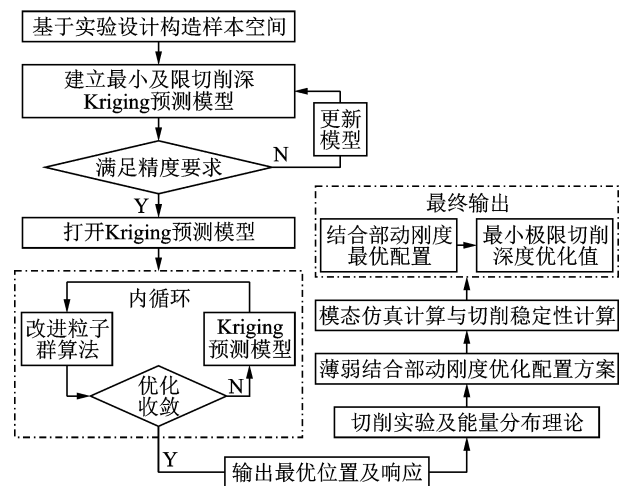 基于实验设计构造样本空间
建立最小及限切削深
Kriging预测模型
更新
模型
满足精度要求
N
Y
打开Kriging预测模型
内循环
改进粒子
群算法
Kriging
预测模型
优化
收敛
N
Y
输出最优位置及响应
切削实验及能量分布理论
薄弱结合部动刚度优化配置方案
模态仿真计算与切削稳定性计算
最终输出
结合部动刚度
最优配置
最小极限切削
深度优化值